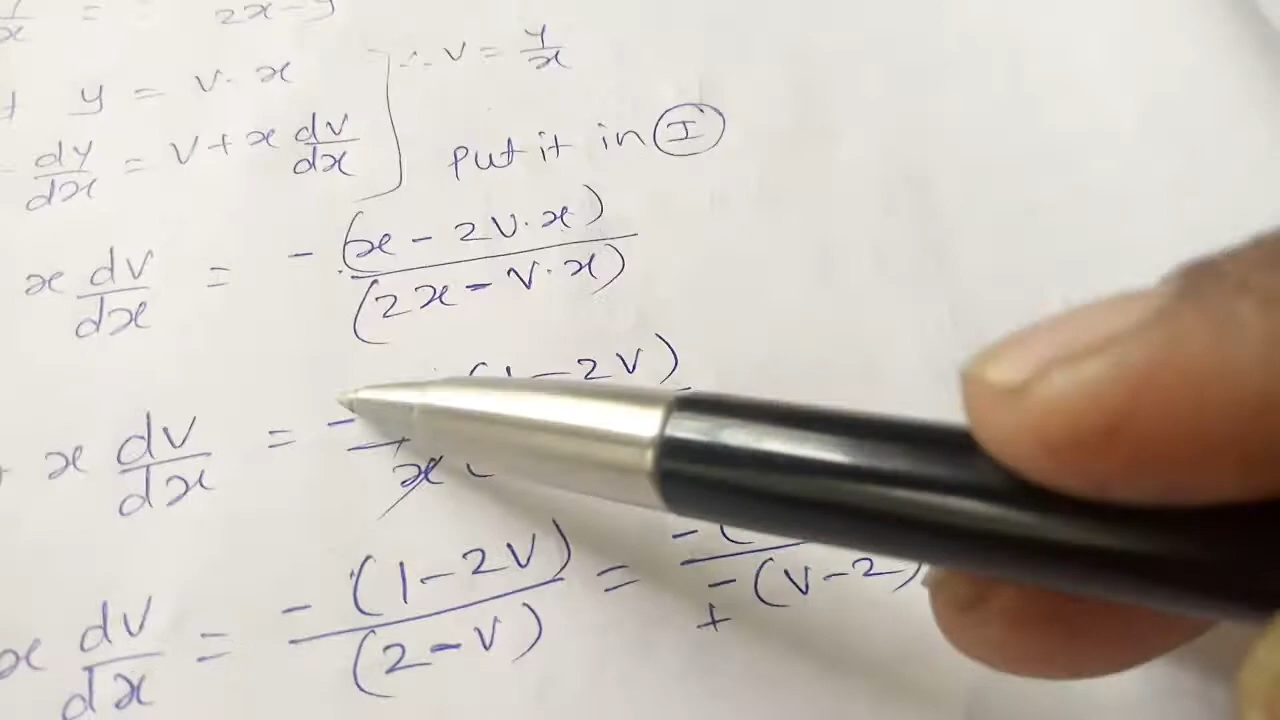 x = 2x-y
y = v·x ∴ v = y/x
dy/dx = v+x dv/dx put it in I
x dv/dx = -(x-2v·x)/(2x-v·x)
x dv/dx = - (1-2v)/x
x dv/dx = -(1-2v)/(2-v) = -(/-(v-2)
+